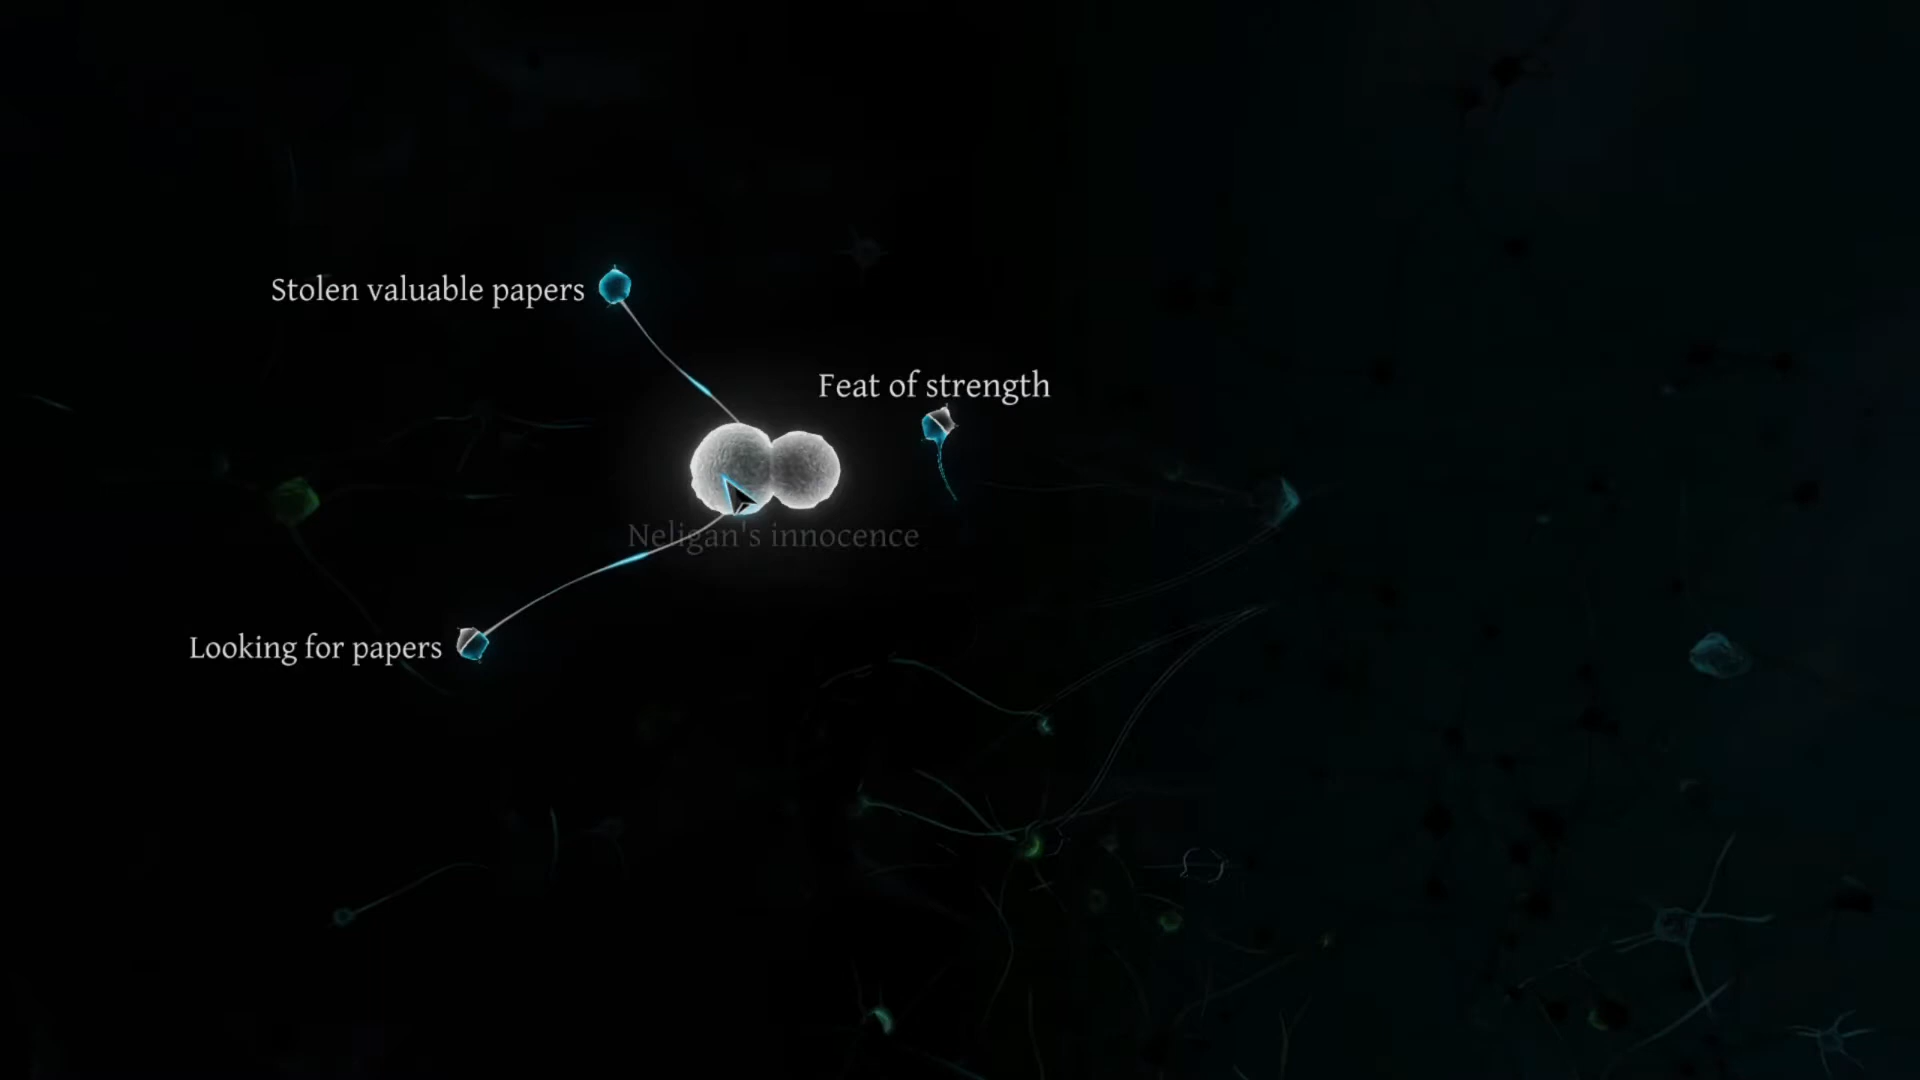 Stolen valuable papers
Feat of strength
Neligan's innocence
Looking for papers